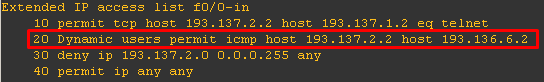 Extended IP access list f0/0-in
10 permit tcp host 193.137.2.2 host 193.137.1.2 eq telnet
20 Dynamic users permit icmp host 193.137.2.2 host 193.136.6.2
30 deny ip 193.137.2.0 0.0.0.255 any
40 permit ip any any